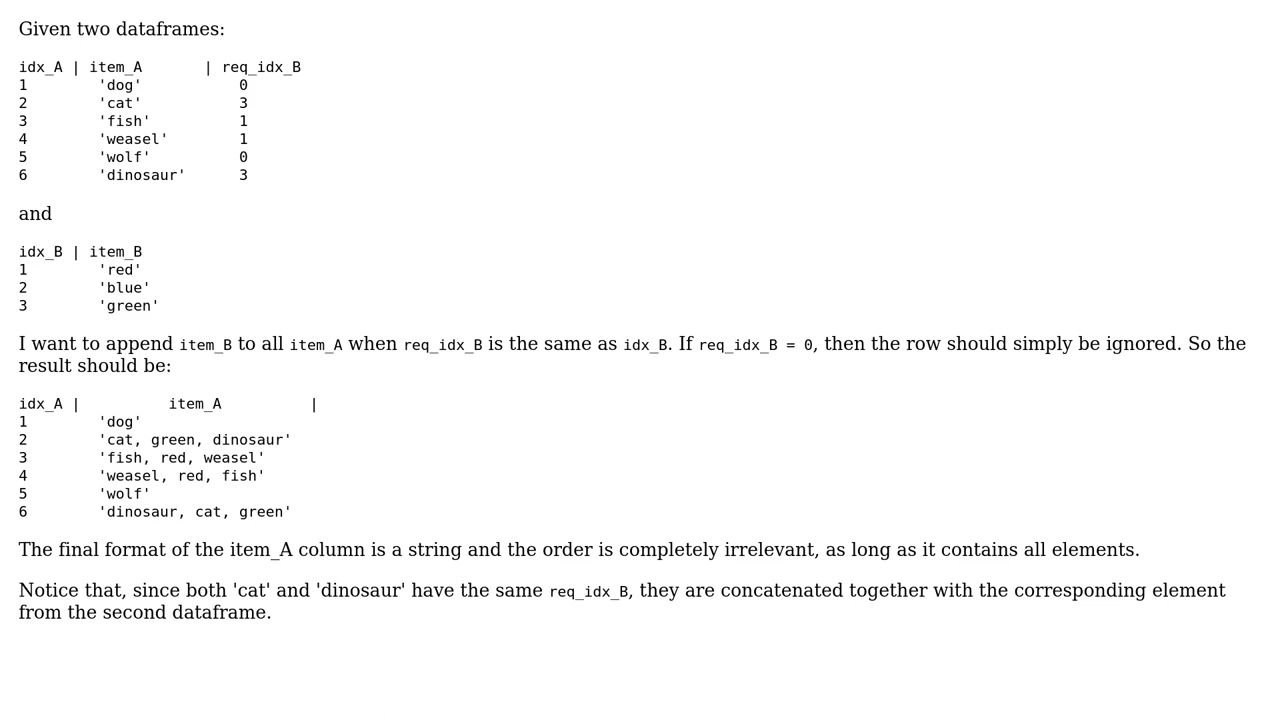 Given two dataframes:
idx_A | item_A       | req_idx_B
1        'dog'           0
2        'cat'           3
3        'fish'          1
4        'weasel'        1
5        'wolf'          0
6        'dinosaur'      3
and
idx_B | item_B
1        'red'
2        'blue'
3        'green'
I want to append item_B to all item_A when req_idx_B is the same as idx_B. If req_idx_B = 0, then the row should simply be ignored. So the
result should be:
idx_A |          item_A          |
1        'dog'
2        'cat, green, dinosaur'
3        'fish, red, weasel'
4        'weasel, red, fish'
5        'wolf'
6        'dinosaur, cat, green'
The final format of the item_A column is a string and the order is completely irrelevant, as long as it contains all elements.
Notice that, since both 'cat' and 'dinosaur' have the same req_idx_B, they are concatenated together with the corresponding element
from the second dataframe.